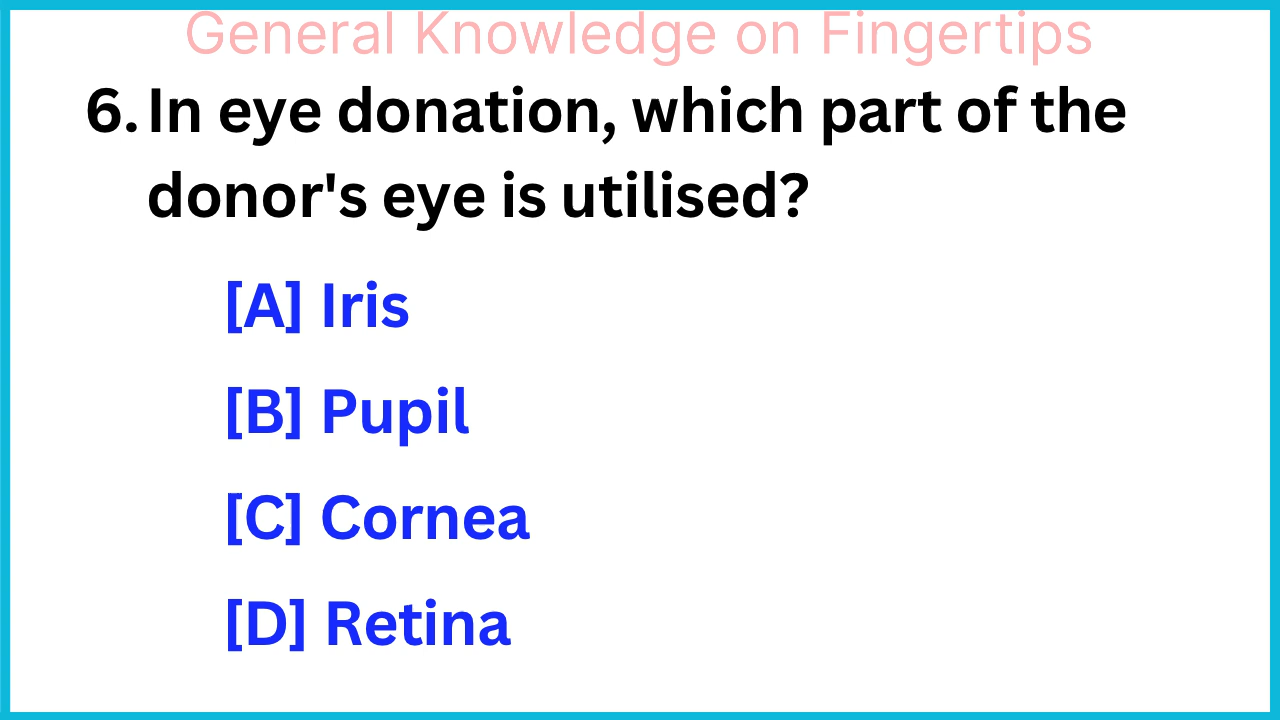 General Knowledge on Fingertips
6. In eye donation, which part of the
donor's eye is utilised?
[A] Iris
[B] Pupil
[C] Cornea
[D] Retina